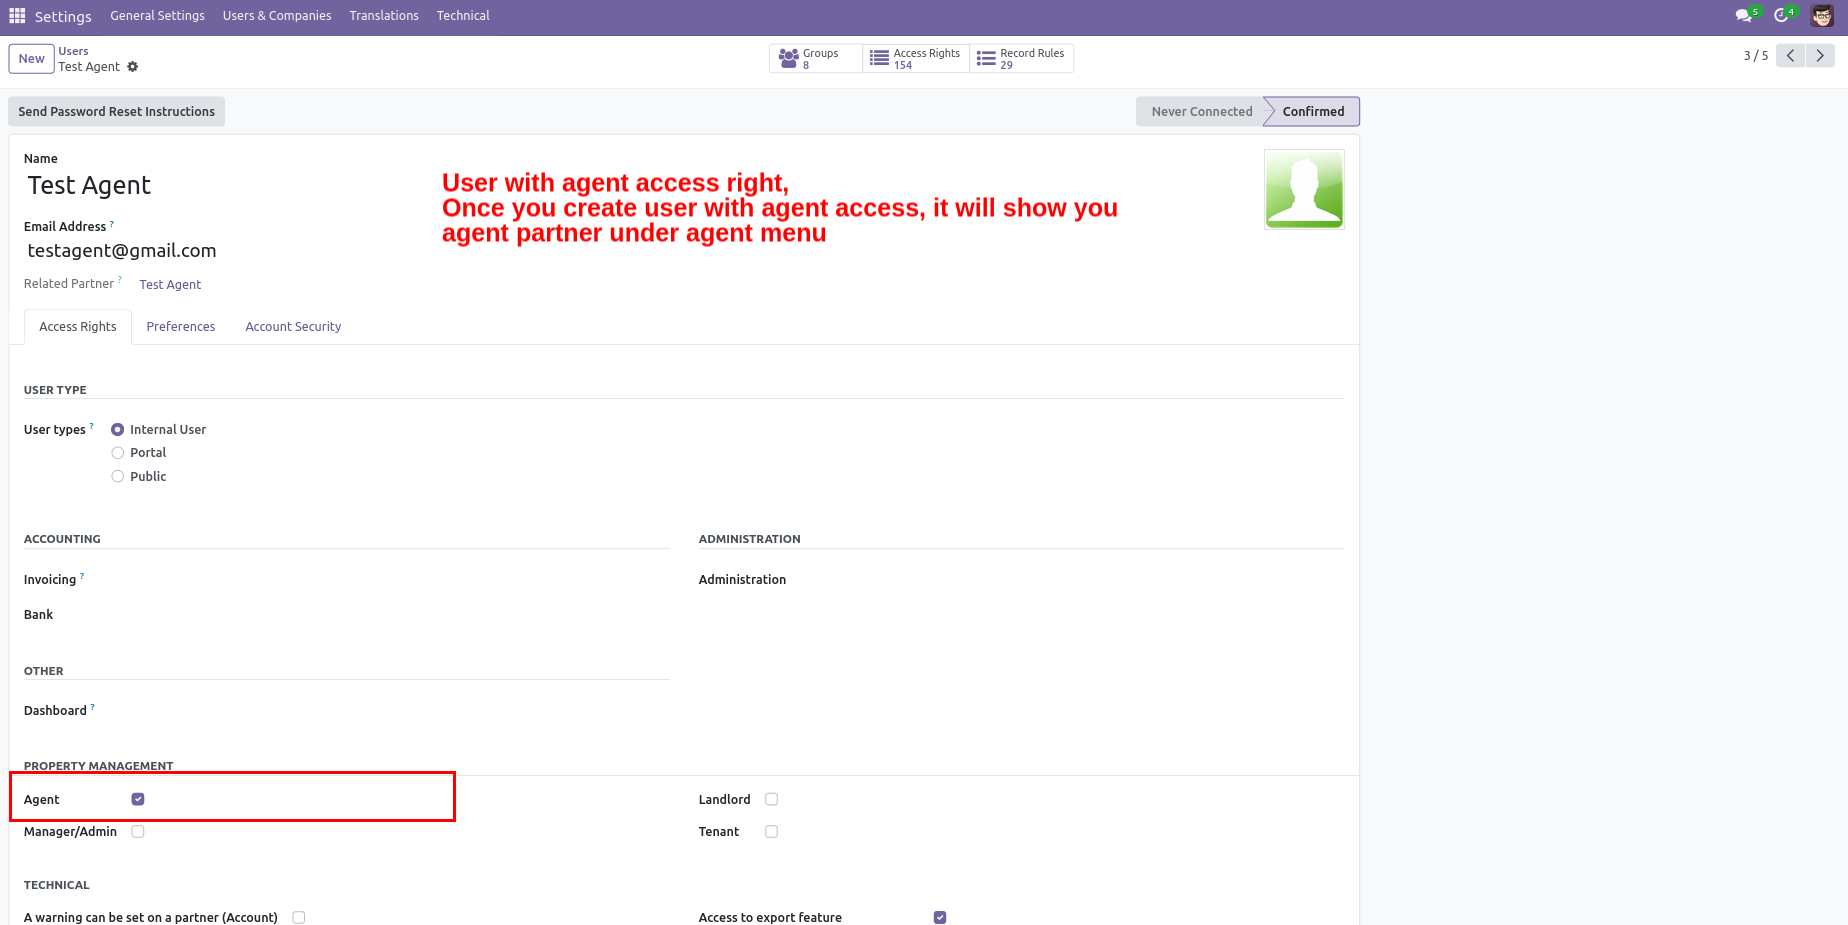 Settings General Settings Users & Companies Translations Technical 5 4
New Users
Test Agent
Groups
8
Access Rights
154
Record Rules
29
3 / 5
Send Password Reset Instructions
Never Connected Confirmed
Name
Test Agent
User with agent access right,
Once you create user with agent access, it will show you
agent partner under agent menu
Email Address ?
testagent@gmail.com
Related Partner ? Test Agent
Access Rights Preferences Account Security
USER TYPE
User types ? Internal User
Portal
Public
ACCOUNTING ADMINISTRATION
Invoicing ? Administration
Bank
OTHER
Dashboard ?
PROPERTY MANAGEMENT
Agent Landlord
Manager/Admin Tenant
TECHNICAL
A warning can be set on a partner (Account) Access to export feature